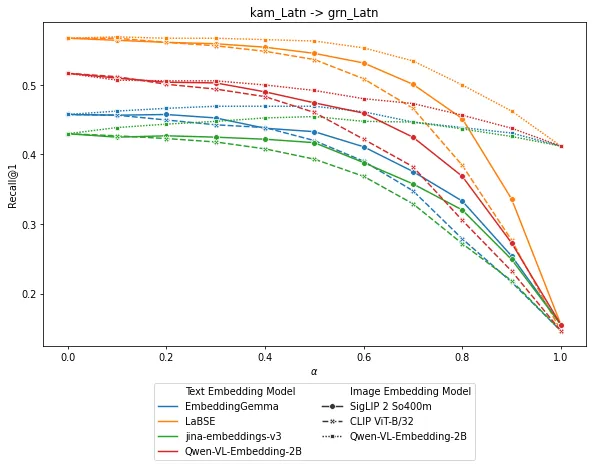 kam_Latn -> grn_Latn
Recall@1
0.5
0.4
0.3
0.2
0.0 0.2 0.4 0.6 0.8 1.0
α
Text Embedding Model Image Embedding Model
EmbeddingGemma SigLIP 2 So400m
LaBSE CLIP ViT-B/32
jina-embeddings-v3 Qwen-VL-Embedding-2B
Qwen-VL-Embedding-2B